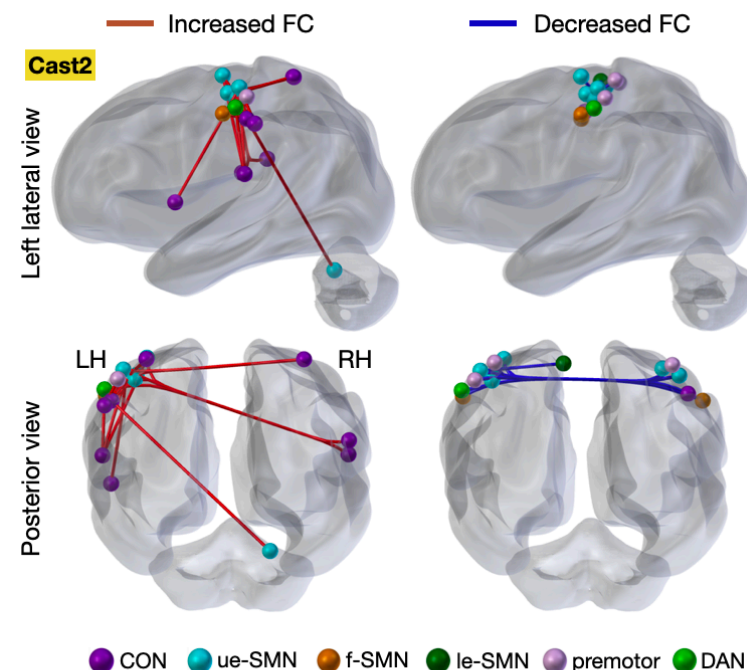 Increased FC
Decreased FC
Cast2
Left lateral view
LH
RH
Posterior view
CON
ue-SMN
f-SMN
le-SMN
premotor
DAN